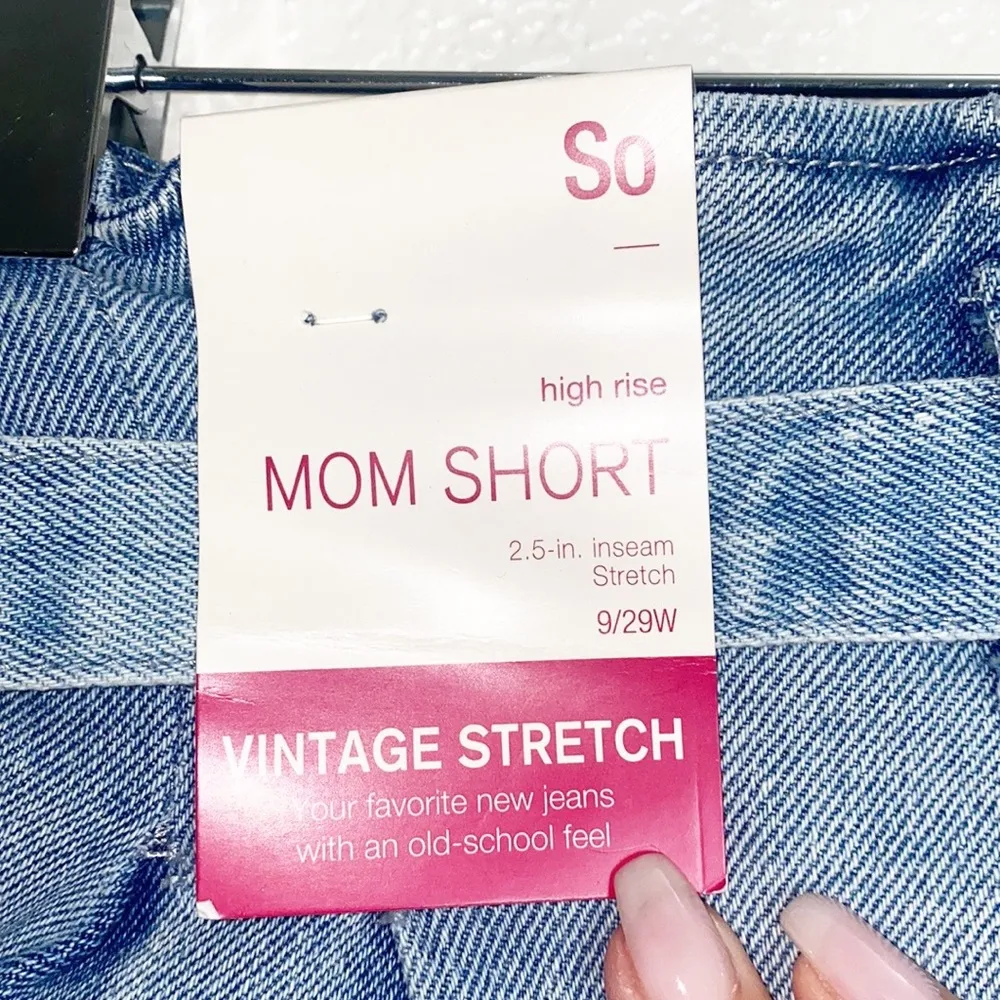 So
high rise
MOM SHORT
2.5-in. inseam
Stretch
9/29W
VINTAGE STRETCH
Your favorite new jeans
with an old-school feel